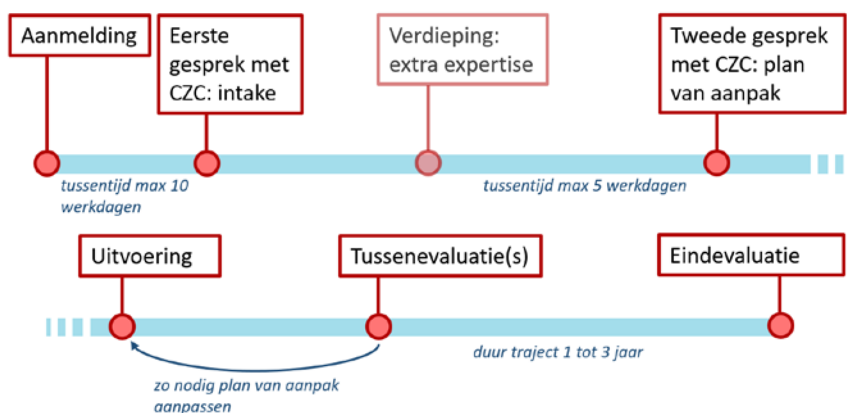 Aanmelding
Eerste
gesprek met
CZC: intake
Verdieping:
extra expertise
Tweede gesprek
met CZC: plan
van aanpak
tussentijd max 10
werkdagen
tussentijd max 5 werkdagen
Uitvoering
Tussenevaluatie(s)
Eindevaluatie
duur traject 1 tot 3 jaar
zo nodig plan van aanpak
aanpassen